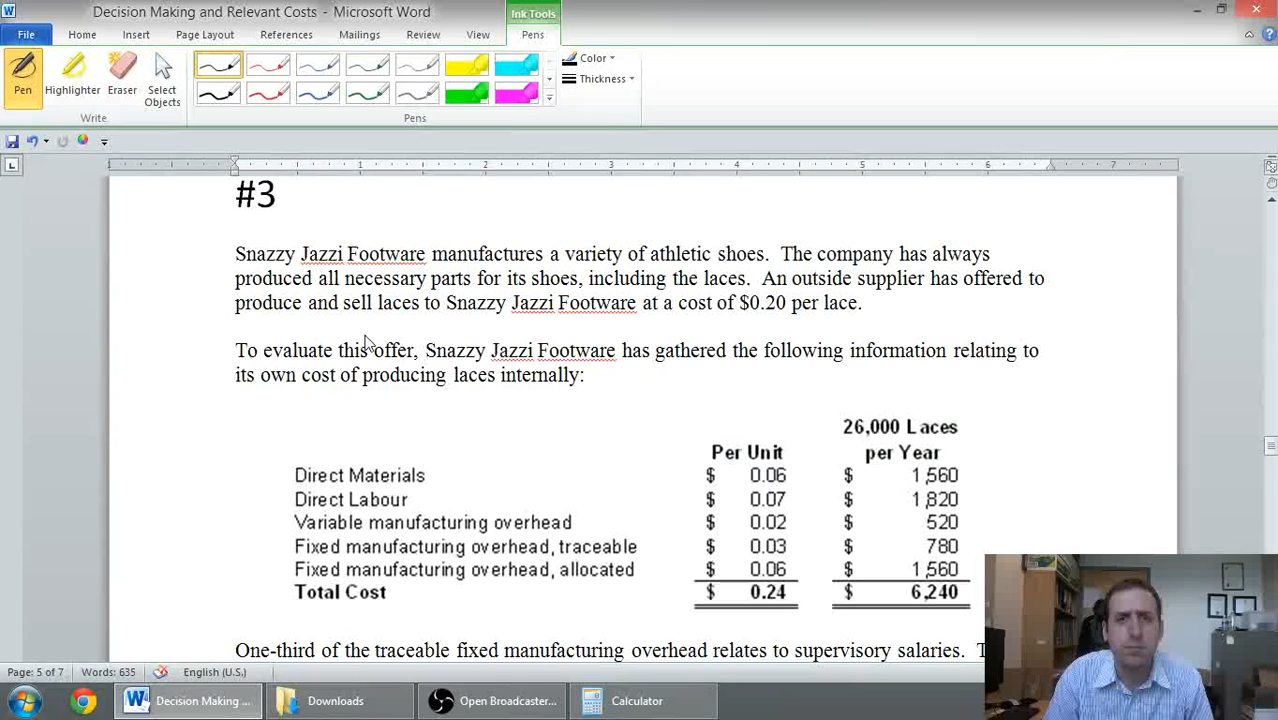 Decision Making and Relevant Costs - Microsoft Word
Ink Tools
File Home Insert Page Layout References Mailings Review View Pens
Pen Highlighter Eraser Select Objects
Color
Thickness
Write
Pens
1 1 2 3 4 5 6 7
#3
Snazzy Jazzi Footware manufactures a variety of athletic shoes. The company has always
produced all necessary parts for its shoes, including the laces. An outside supplier has offered to
produce and sell laces to Snazzy Jazzi Footware at a cost of $0.20 per lace.
To evaluate this offer, Snazzy Jazzi Footware has gathered the following information relating to
its own cost of producing laces internally:
26,000 Laces
Per Unit per Year
Direct Materials $ 0.06 $ 1,560
Direct Labour $ 0.07 $ 1,820
Variable manufacturing overhead $ 0.02 $ 520
Fixed manufacturing overhead, traceable $ 0.03 $ 780
Fixed manufacturing overhead, allocated $ 0.06 $ 1,560
Total Cost $ 0.24 $ 6,240
One-third of the traceable fixed manufacturing overhead relates to supervisory salaries. T
Page: 5 of 7 Words: 635 English (U.S.)
Decision Making ... Downloads Open Broadcaster... Calculator